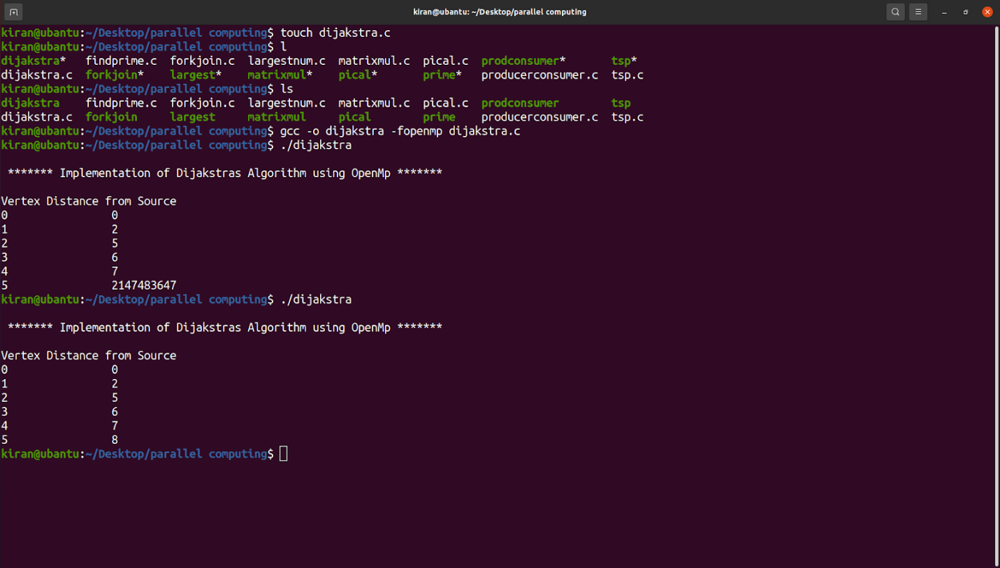 kiran@ubantu: ~/Desktop/parallel computing
kiran@ubantu:~/Desktop/parallel computing$ touch dijakstra.c
kiran@ubantu:~/Desktop/parallel computing$ l
dijakstra* findprime.c forkjoin.c largestnum.c matrixmul.c pical.c prodconsumer* tsp*
dijakstra.c forkjoin* largest* matrixmul* pical* prime* producerconsumer.c tsp.c
kiran@ubantu:~/Desktop/parallel computing$ ls
dijakstra findprime.c forkjoin.c largestnum.c matrixmul.c pical.c prodconsumer tsp
dijakstra.c forkjoin largest matrixmul pical prime producerconsumer.c tsp.c
kiran@ubantu:~/Desktop/parallel computing$ gcc -o dijakstra -fopenmp dijakstra.c
kiran@ubantu:~/Desktop/parallel computing$ ./dijakstra
******* Implementation of Dijakstras Algorithm using OpenMp *******
Vertex Distance from Source
0 0
1 2
2 5
3 6
4 7
5 2147483647
kiran@ubantu:~/Desktop/parallel computing$ ./dijakstra
******* Implementation of Dijakstras Algorithm using OpenMp *******
Vertex Distance from Source
0 0
1 2
2 5
3 6
4 7
5 8
kiran@ubantu:~/Desktop/parallel computing$